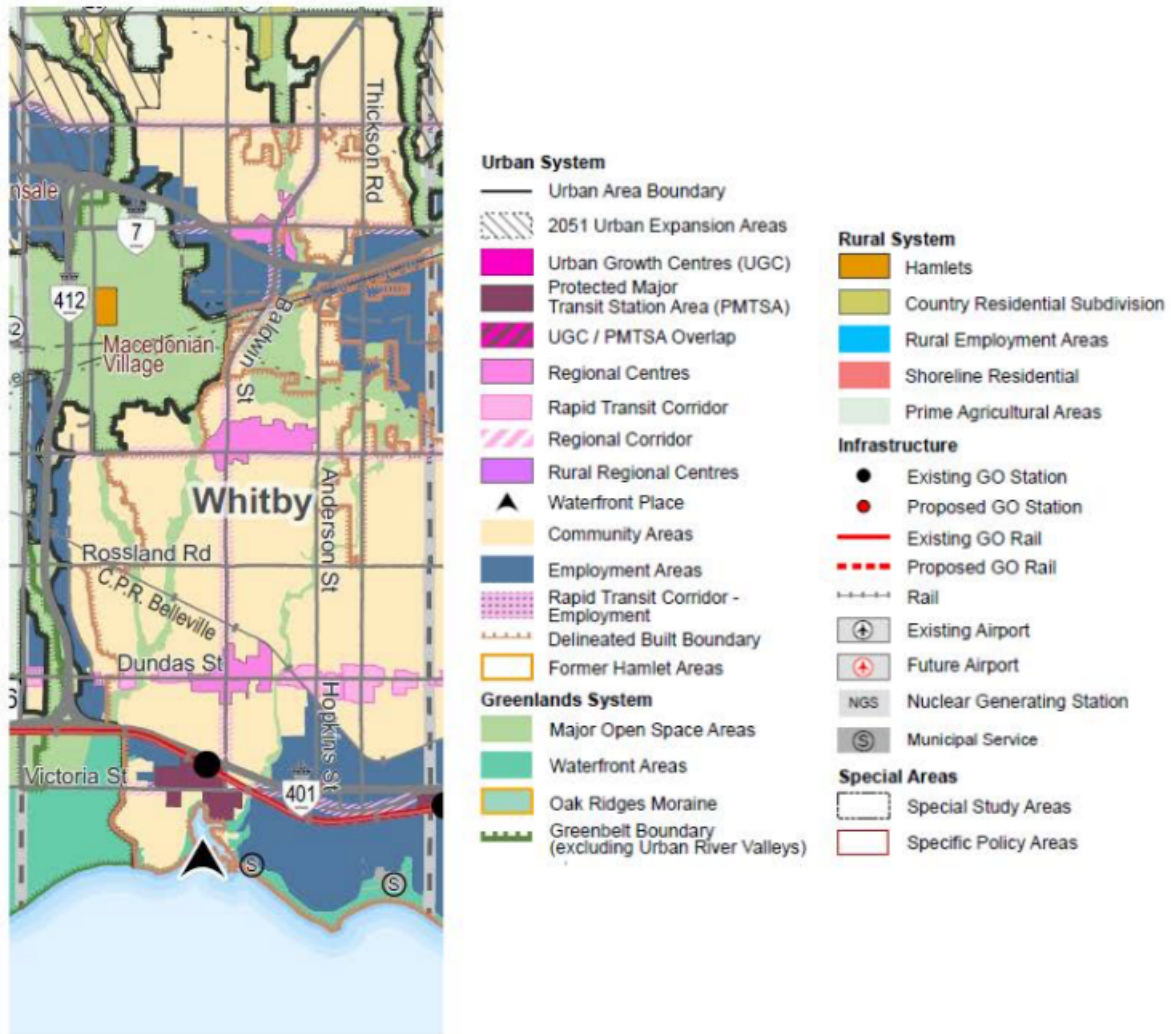 Thickson Rd
nsale
7
412
Baldwin St
Macedonian
Village
Whitby
Anderson St
Rossland Rd
C.P.R. Belleville
Dundas St
Hopkins St
Victoria St
401
S
S
Urban System
Urban Area Boundary
2051 Urban Expansion Areas
Urban Growth Centres (UGC)
Protected Major
Transit Station Area (PMTSA)
UGC / PMTSA Overlap
Regional Centres
Rapid Transit Corridor
Regional Corridor
Rural Regional Centres
Waterfront Place
Community Areas
Employment Areas
Rapid Transit Corridor -
Employment
Delineated Built Boundary
Former Hamlet Areas
Greenlands System
Major Open Space Areas
Waterfront Areas
Oak Ridges Moraine
Greenbelt Boundary
(excluding Urban River Valleys)
Rural System
Hamlets
Country Residential Subdivision
Rural Employment Areas
Shoreline Residential
Prime Agricultural Areas
Infrastructure
Existing GO Station
Proposed GO Station
Existing GO Rail
Proposed GO Rail
Rail
Existing Airport
Future Airport
NGS Nuclear Generating Station
S Municipal Service
Special Areas
Special Study Areas
Specific Policy Areas